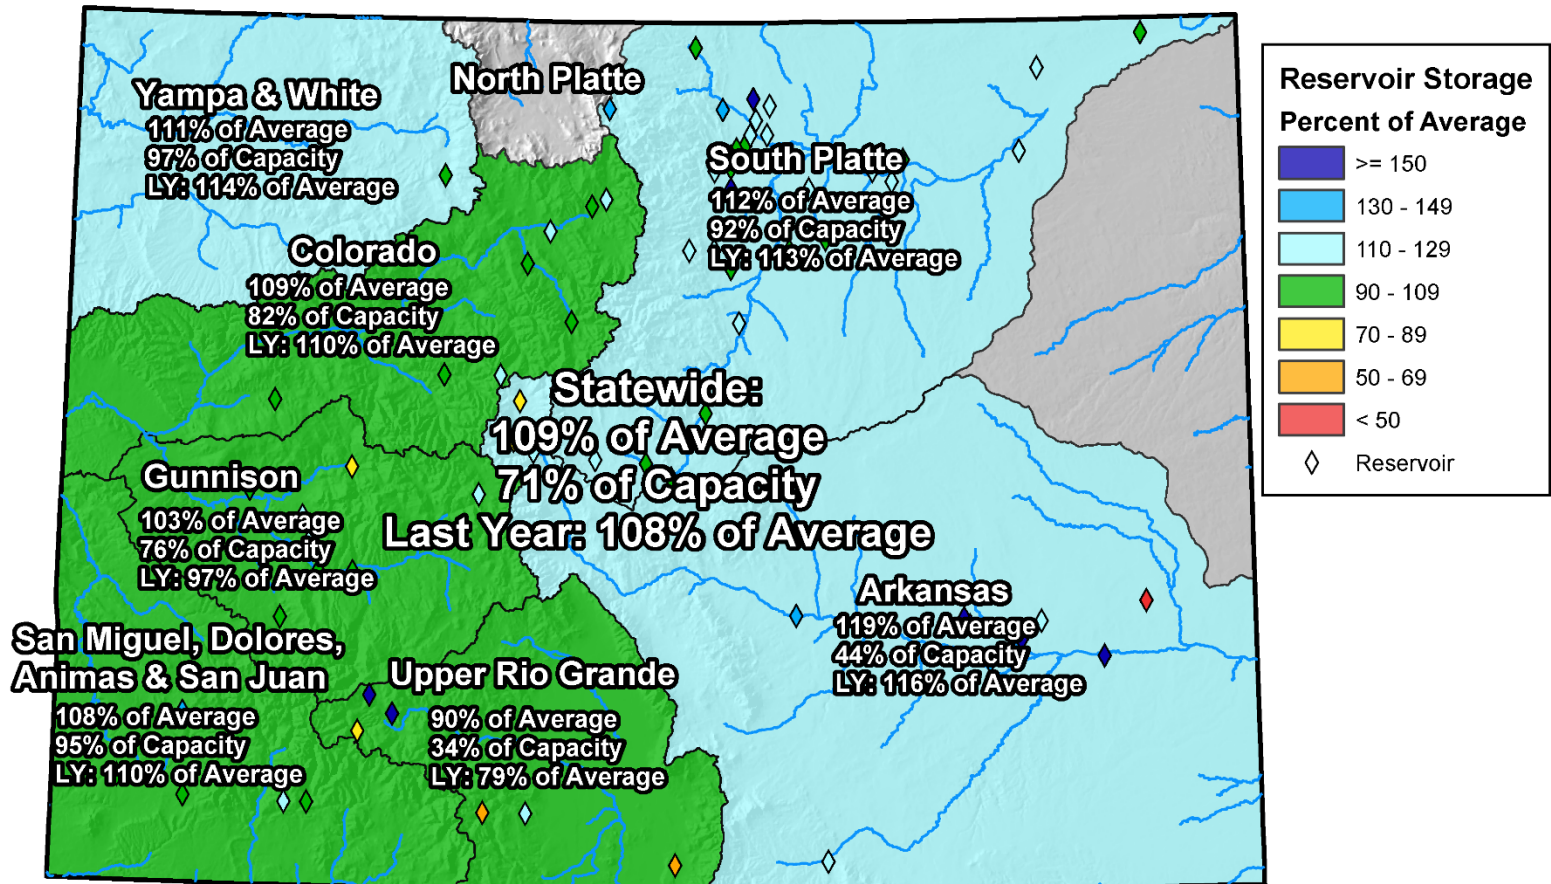 Yampa & White
111% of Average
97% of Capacity
LY: 114% of Average
North Platte
South Platte
112% of Average
92% of Capacity
LY: 113% of Average
Colorado
109% of Average
82% of Capacity
LY: 110% of Average
Statewide:
109% of Average
71% of Capacity
Last Year: 108% of Average
Gunnison
103% of Average
76% of Capacity
LY: 97% of Average
Arkansas
119% of Average
44% of Capacity
LY: 116% of Average
San Miguel, Dolores,
Animas & San Juan
108% of Average
95% of Capacity
LY: 110% of Average
Upper Rio Grande
90% of Average
34% of Capacity
LY: 79% of Average
Reservoir Storage
Percent of Average
>= 150
130 - 149
110 - 129
90 - 109
70 - 89
50 - 69
< 50
Reservoir